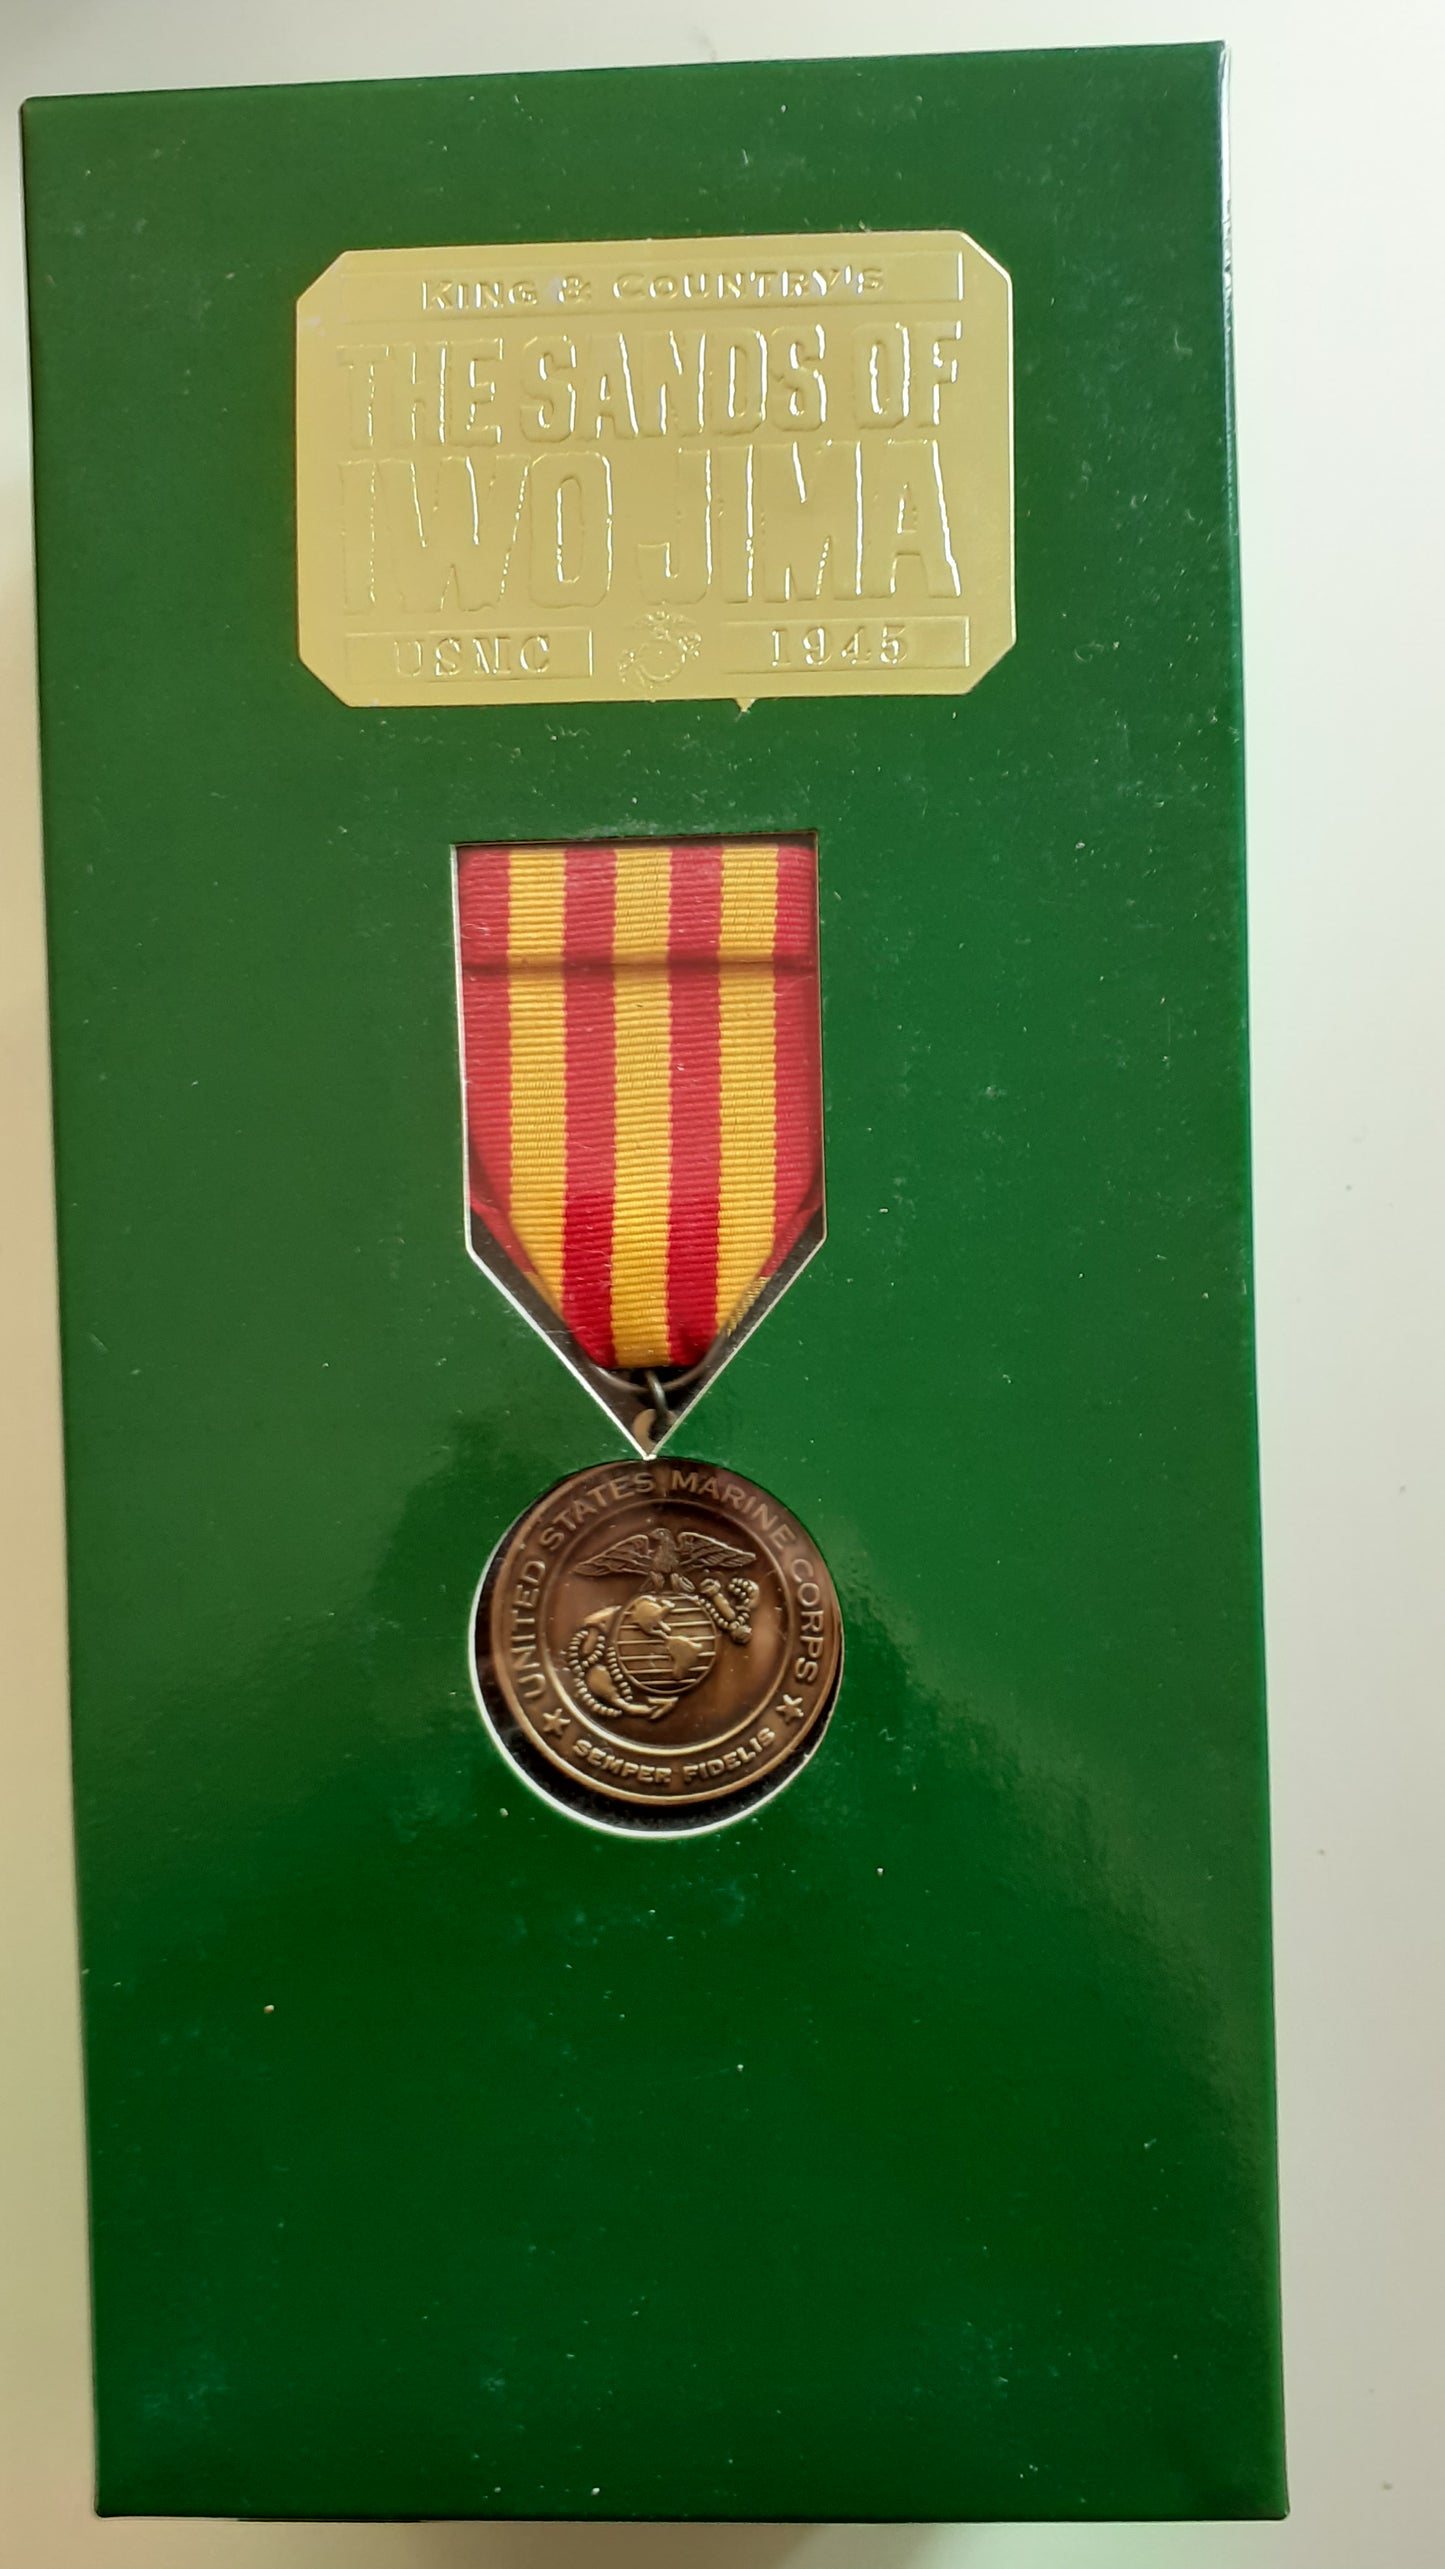 KING & COUNTRY'S
THE SANDS OF
IWO JIMA
USMC 1945
UNITED STATES MARINE CORPS
SEMPER FIDELIS